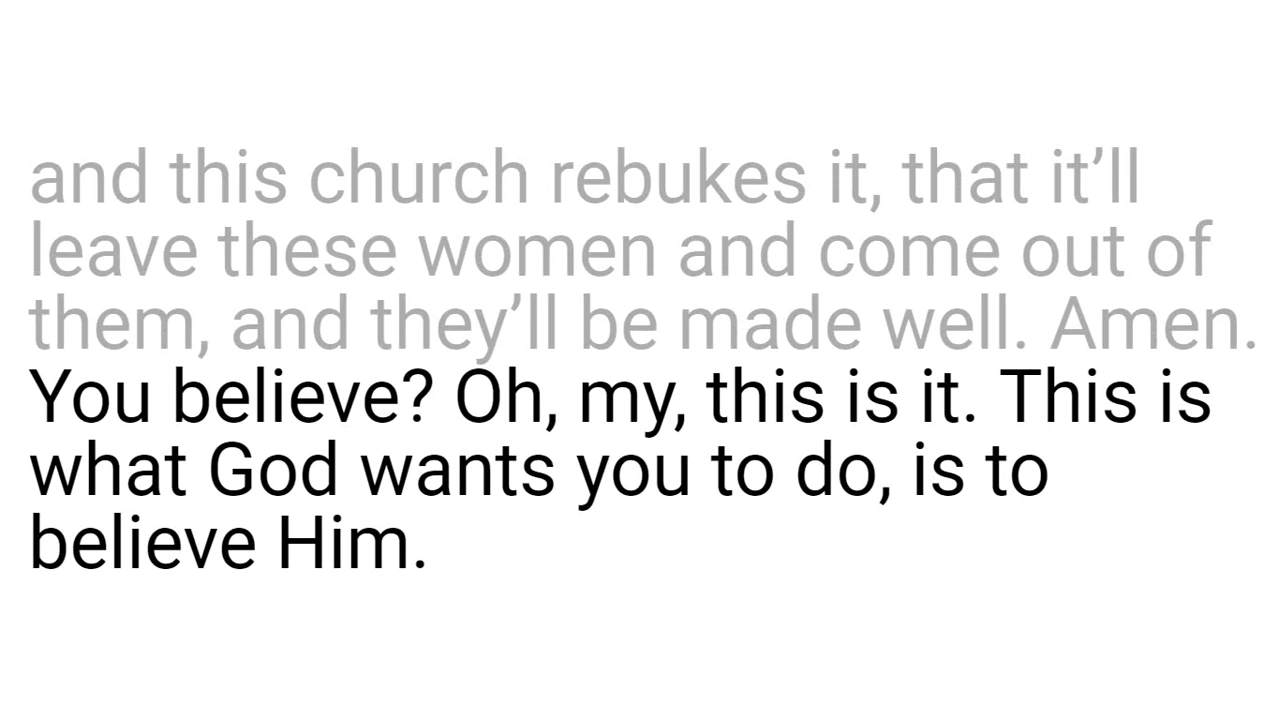 and this church rebukes it, that it’ll
leave these women and come out of
them, and they’ll be made well. Amen.
You believe? Oh, my, this is it. This is
what God wants you to do, is to
believe Him.